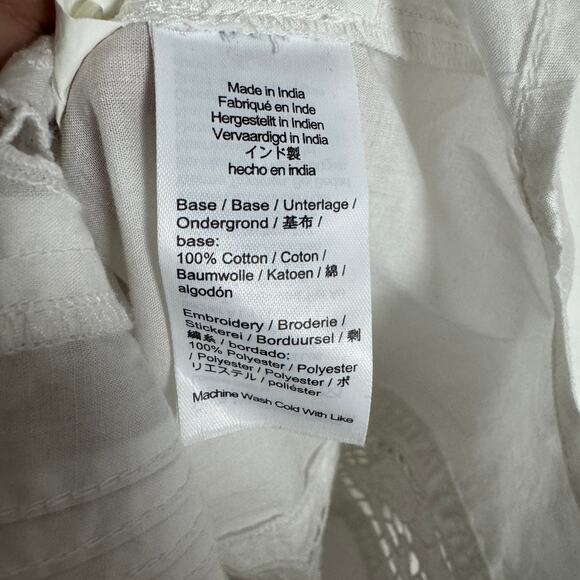 Made in India
Fabriqué en Inde
Hergestellt in Indien
Vervaardigd in India
インド製
hecho en india
Base / Base / Unterlage /
Ondergrond / 基布 /
base:
100% Cotton / Coton /
Baumwolle / Katoen / 綿 /
algodón
Embroidery / Broderie /
Stickerei / Borduursel / 刺
繍糸 / bordado:
100% Polyester / Polyester
/ Polyester / Polyester / ポ
リエステル / poliéster
Machine Wash Cold With Like